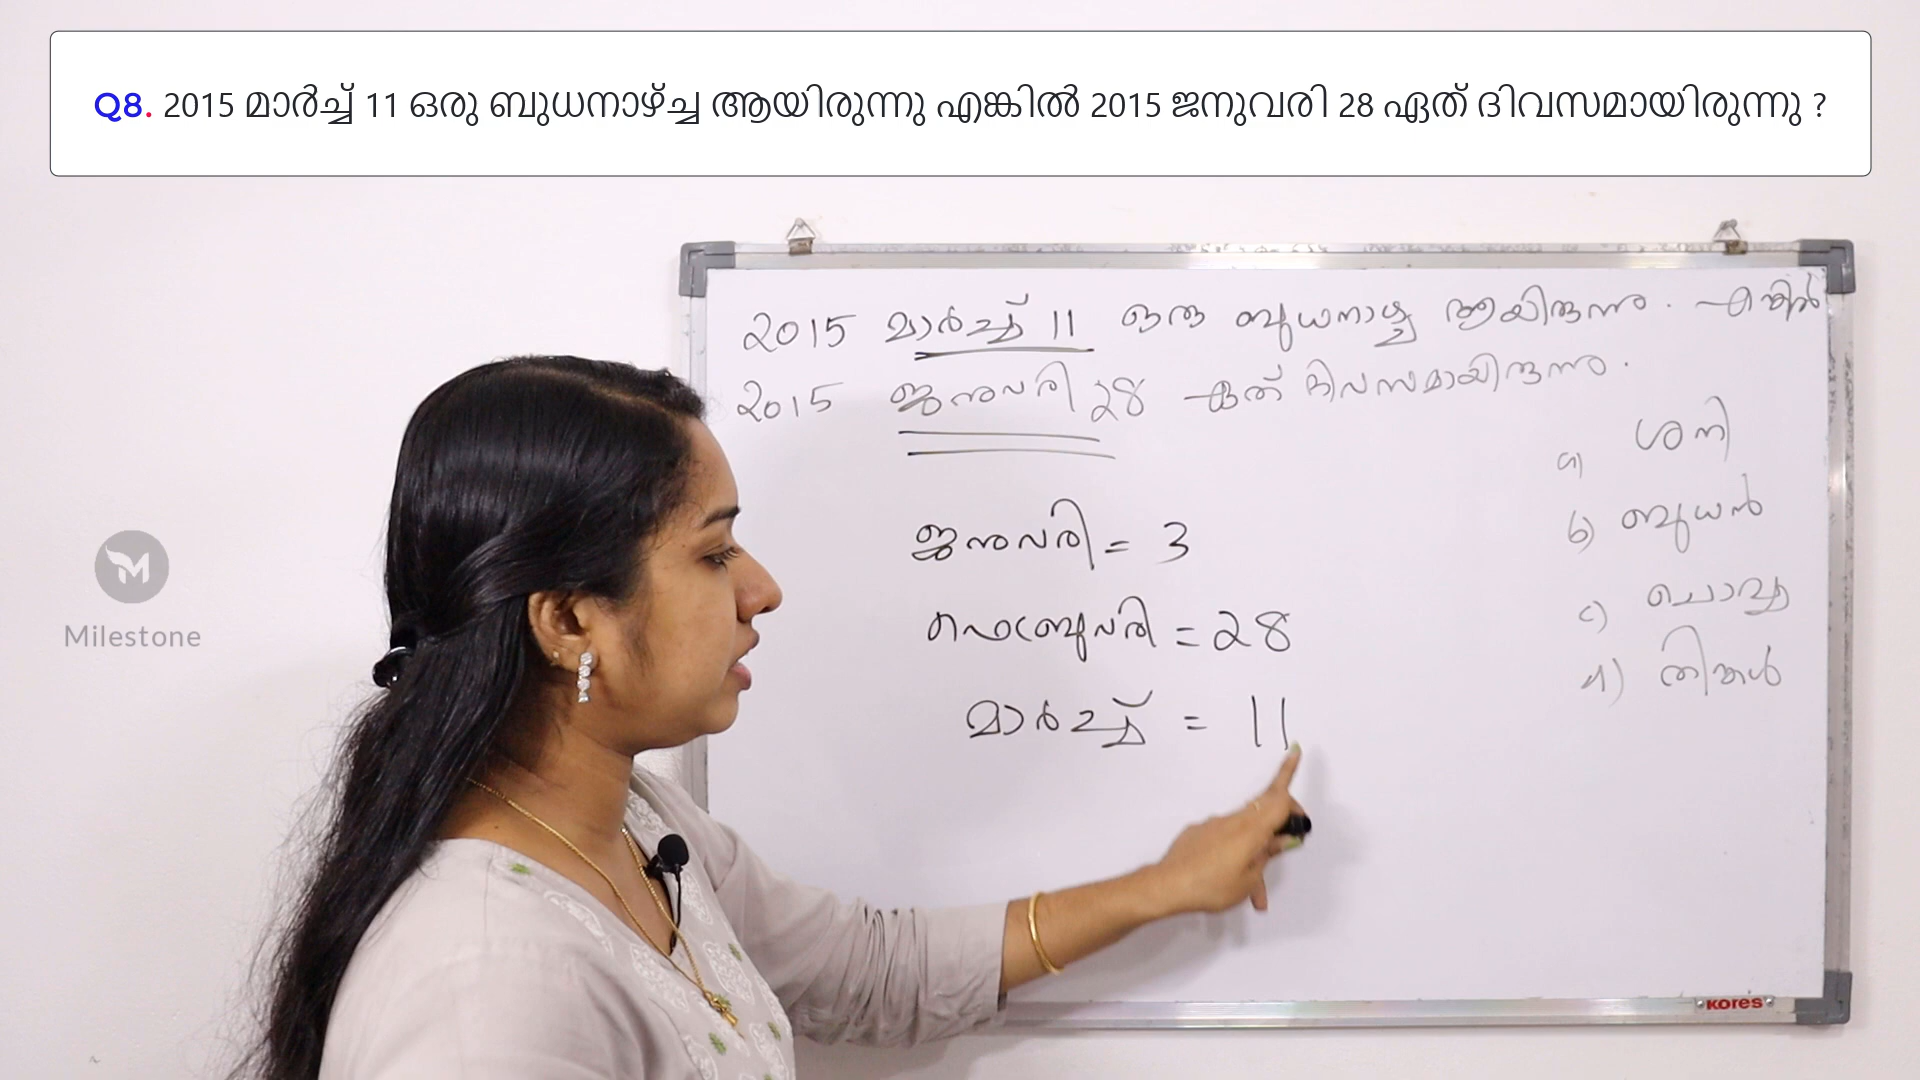 Q8. 2015 മാർച്ച് 11 ഒരു ബുധനാഴ്ച്ച ആയിരുന്നു എങ്കിൽ 2015 ജനുവരി 28 ഏത് ദിവസമായിരുന്നു ?
2015 മാർച്ച് 11 ഒരു ബുധനാഴ്ച്ച ആയിരുന്നു . എങ്കിൽ
2015 ജനുവരി 28 ഏത് ദിവസമായിരുന്നു .
a) ശനി
b) ബുധൻ
c) ചൊവ്വ
d) തിങ്കൾ
ജനുവരി = 3
ഫെബ്രുവരി = 28
മാർച്ച് = 11
Milestone
KORES